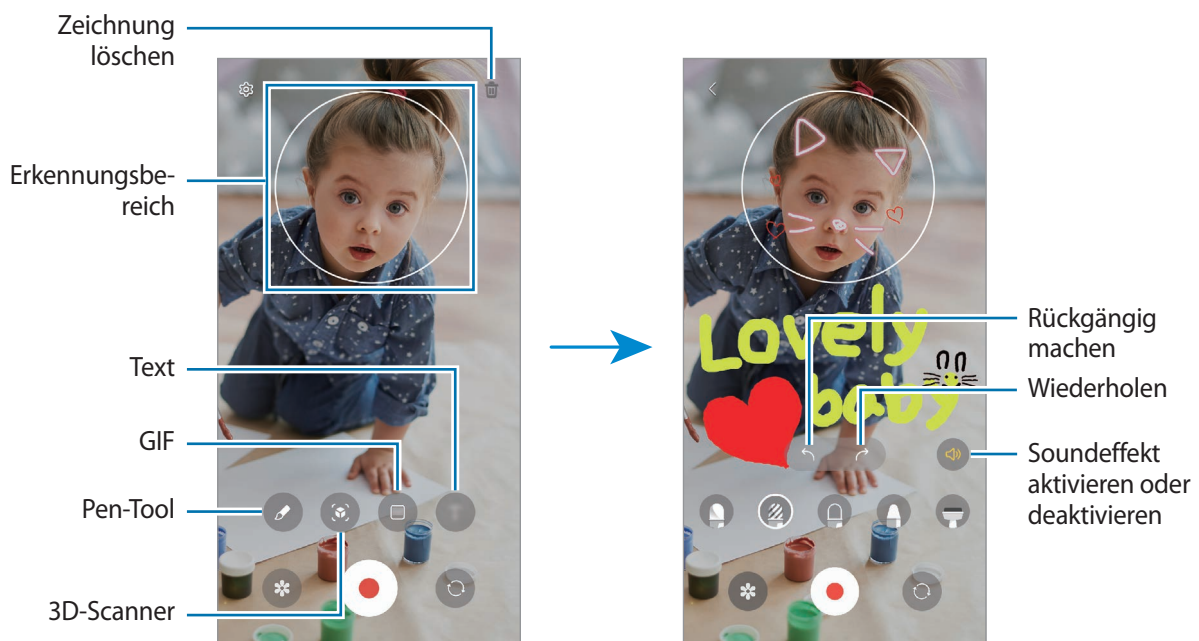 Zeichnung
löschen
Erkennungsbe-
reich
Text
GIF
Pen-Tool
3D-Scanner
Lovely
baby
Rückgängig
machen
Wiederholen
Soundeffekt
aktivieren oder
deaktivieren